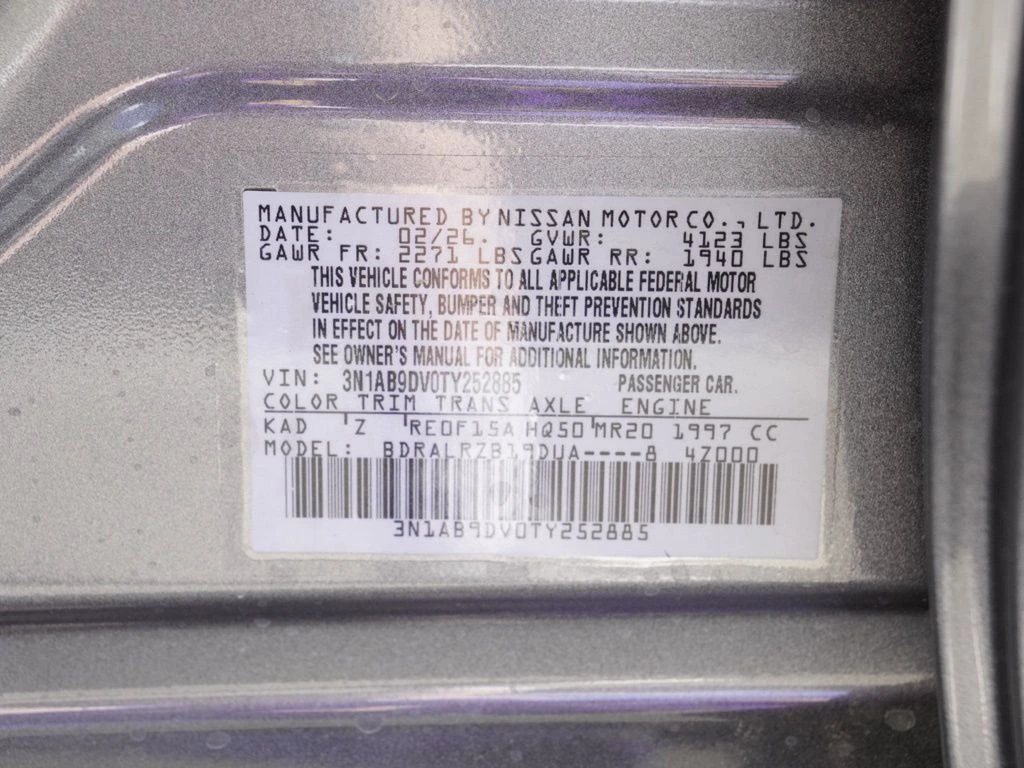 MANUFACTURED BY NISSAN MOTOR CO., LTD.
DATE: 02/26. GVWR: 4123 LBS
GAWR FR: 2271 LBS GAWR RR: 1940 LBS
THIS VEHICLE CONFORMS TO ALL APPLICABLE FEDERAL MOTOR
VEHICLE SAFETY, BUMPER AND THEFT PREVENTION STANDARDS
IN EFFECT ON THE DATE OF MANUFACTURE SHOWN ABOVE.
SEE OWNER'S MANUAL FOR ADDITIONAL INFORMATION.
VIN: 3N1AB9DV0TY252885 PASSENGER CAR.
COLOR TRIM TRANS AXLE ENGINE
KAD Z RE0F15A HQ50 MR20 1997 CC
MODEL: BDRALRZB19DUA----8 4Z000
3N1AB9DV0TY252885